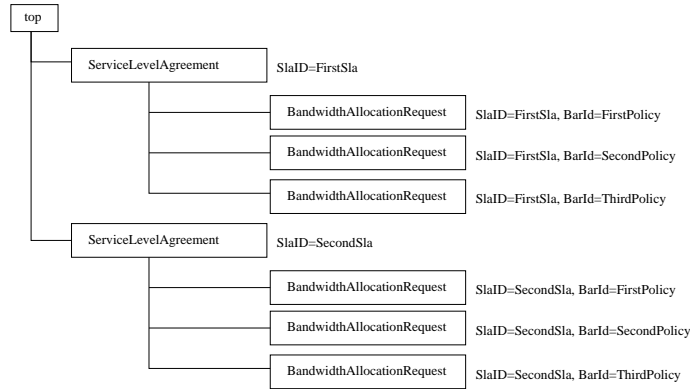 top
ServiceLevelAgreement SlaID=FirstSla
BandwidthAllocationRequest SlaID=FirstSla, BarId=FirstPolicy
BandwidthAllocationRequest SlaID=FirstSla, BarId=SecondPolicy
BandwidthAllocationRequest SlaID=FirstSla, BarId=ThirdPolicy
ServiceLevelAgreement SlaID=SecondSla
BandwidthAllocationRequest SlaID=SecondSla, BarId=FirstPolicy
BandwidthAllocationRequest SlaID=SecondSla, BarId=SecondPolicy
BandwidthAllocationRequest SlaID=SecondSla, BarId=ThirdPolicy